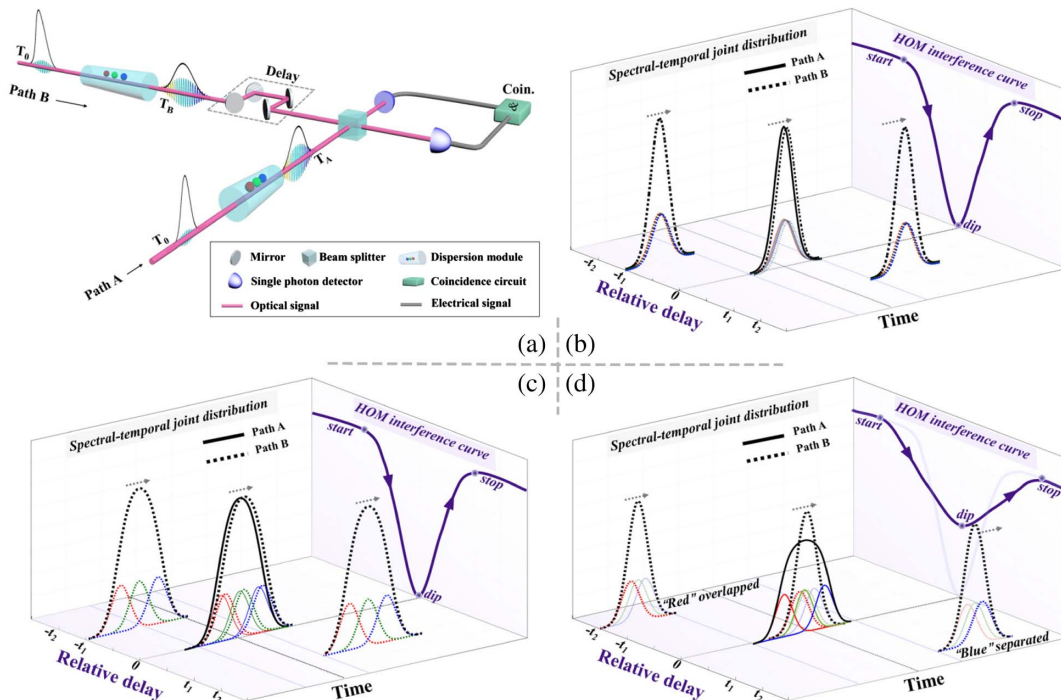 T0
Path B
TB
Delay
Coin.
&
TA
T0
Path A
Mirror
Beam splitter
Dispersion module
Single photon detector
Coincidence circuit
Optical signal
Electrical signal
(a)
Spectral-temporal joint distribution
Path A
Path B
HOM interference curve
start
stop
dip
-t2
-t1
0
t1
t2
Relative delay
Time
(b)
(c)
Spectral-temporal joint distribution
Path A
Path B
HOM interference curve
start
stop
dip
-t2
-t1
0
t1
t2
Relative delay
Time
(d)
Spectral-temporal joint distribution
Path A
Path B
HOM interference curve
start
stop
dip
"Red" overlapped
"Blue" separated
-t2
-t1
0
t1
t2
Relative delay
Time